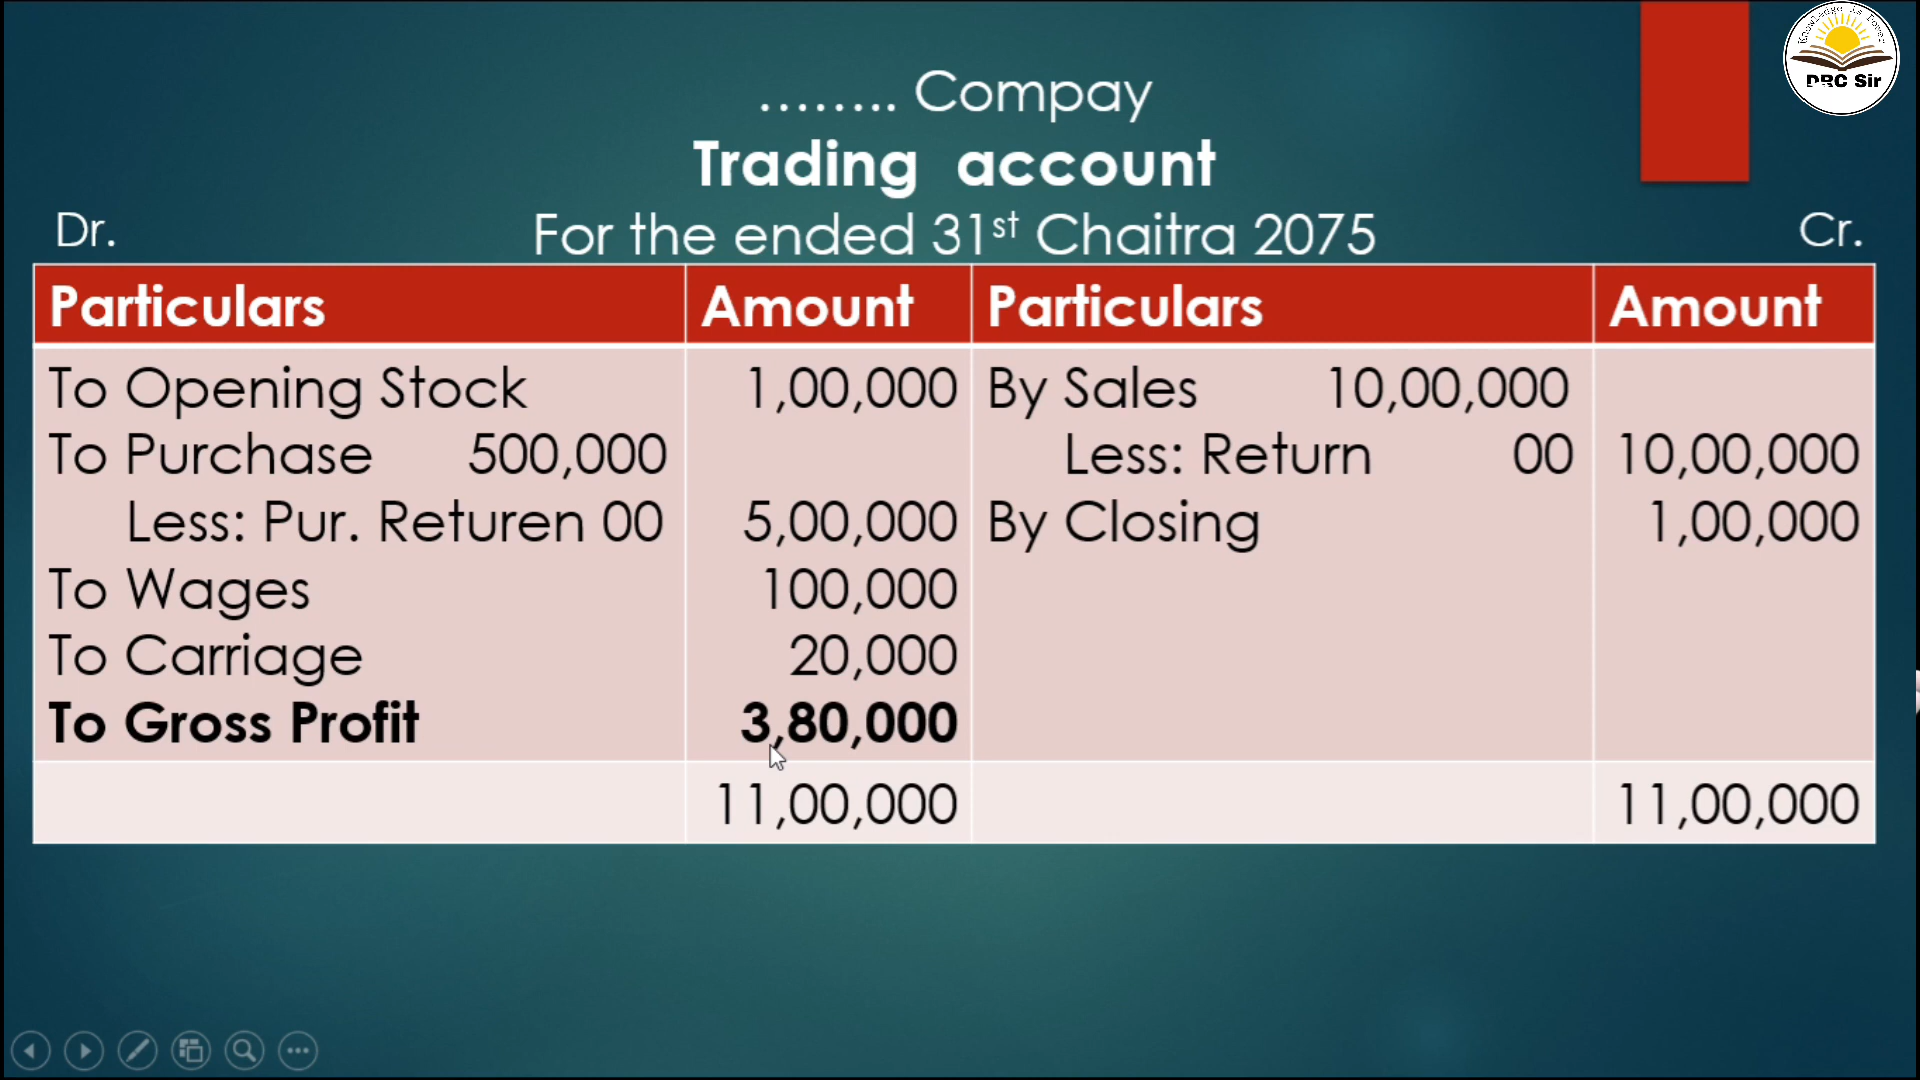 Knowledge is Power
DRC Sir
........ Compay
Trading account
Dr. For the ended 31st Chaitra 2075 Cr.
Particulars Amount Particulars Amount
To Opening Stock 1,00,000 By Sales 10,00,000
To Purchase 500,000 Less: Return 00 10,00,000
Less: Pur. Returen 00 5,00,000 By Closing 1,00,000
To Wages 100,000
To Carriage 20,000
To Gross Profit 3,80,000
11,00,000 11,00,000